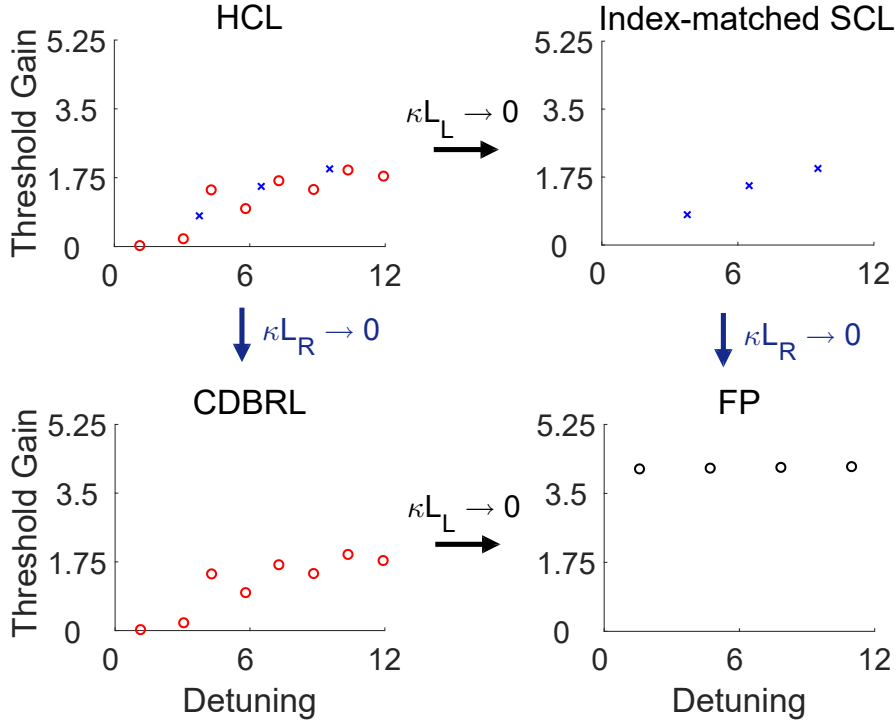 HCL
Index-matched SCL
Threshold Gain
5.25
3.5
1.75
0
0
6
12
κL_L → 0
5.25
3.5
1.75
0
0
6
12
κL_R → 0
κL_R → 0
CDBRL
FP
Threshold Gain
5.25
3.5
1.75
0
0
6
12
Detuning
κL_L → 0
5.25
3.5
1.75
0
0
6
12
Detuning